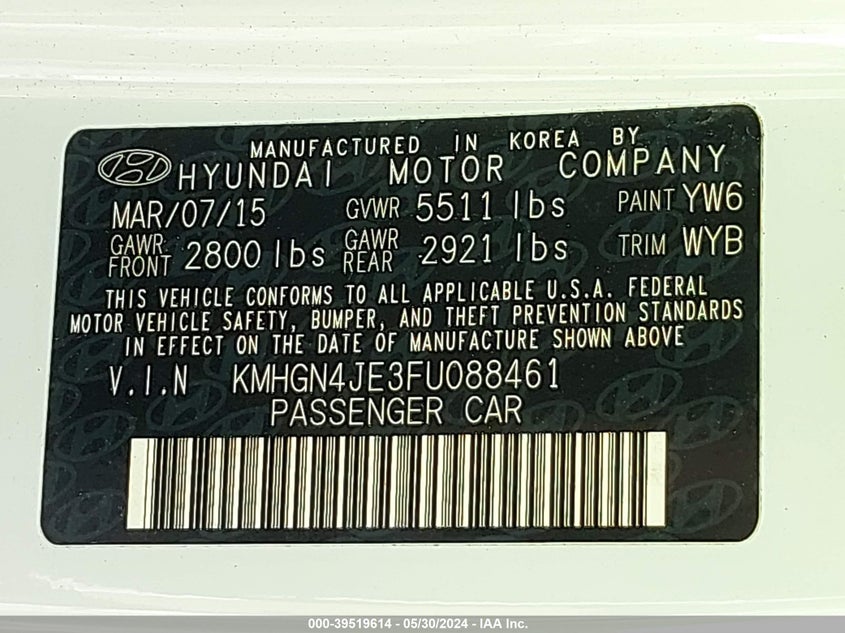 MANUFACTURED IN KOREA BY
HYUNDAI MOTOR COMPANY
MAR/07/15 GVWR 5511 lbs PAINT YW6
GAWR FRONT 2800 lbs GAWR REAR 2921 lbs TRIM WYB
THIS VEHICLE CONFORMS TO ALL APPLICABLE U.S.A. FEDERAL
MOTOR VEHICLE SAFETY, BUMPER, AND THEFT PREVENTION STANDARDS
IN EFFECT ON THE DATE OF MANUFACTURE SHOWN ABOVE
V.I.N KMHGN4JE3FU088461
PASSENGER CAR
000-39519614 - 05/30/2024 - IAA Inc.